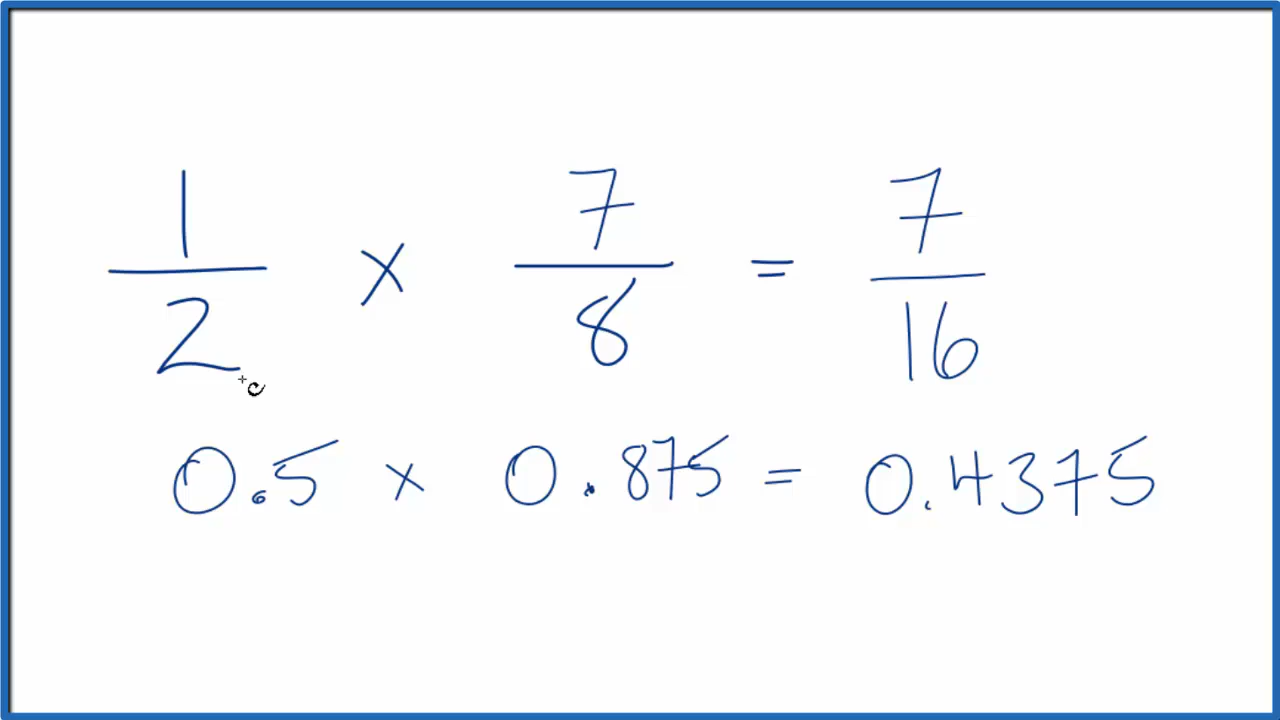 1/2 x 7/8 = 7/16
0.5 x 0.875 = 0.4375